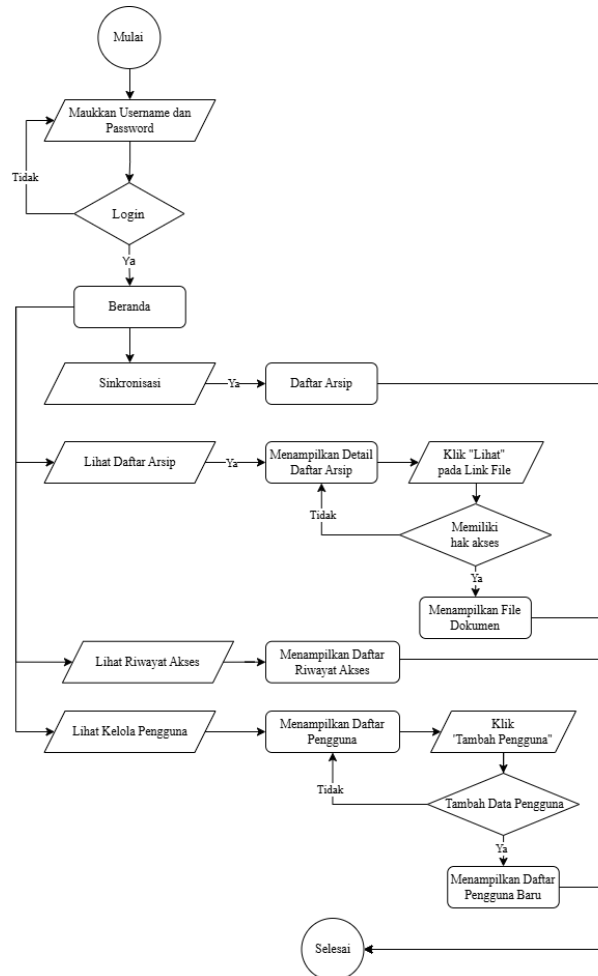 Mulai
Maukkan Username dan
Password
Tidak
Login
Ya
Beranda
Sinkronisasi
Ya
Daftar Arsip
Lihat Daftar Arsip
Ya
Menampilkan Detail
Daftar Arsip
Klik "Lihat"
pada Link File
Tidak
Memiliki
hak akses
Ya
Menampilkan File
Dokumen
Lihat Riwayat Akses
Menampilkan Daftar
Riwayat Akses
Lihat Kelola Pengguna
Menampilkan Daftar
Pengguna
Klik
'Tambah Pengguna"
Tidak
Tambah Data Pengguna
Ya
Menampilkan Daftar
Pengguna Baru
Selesai